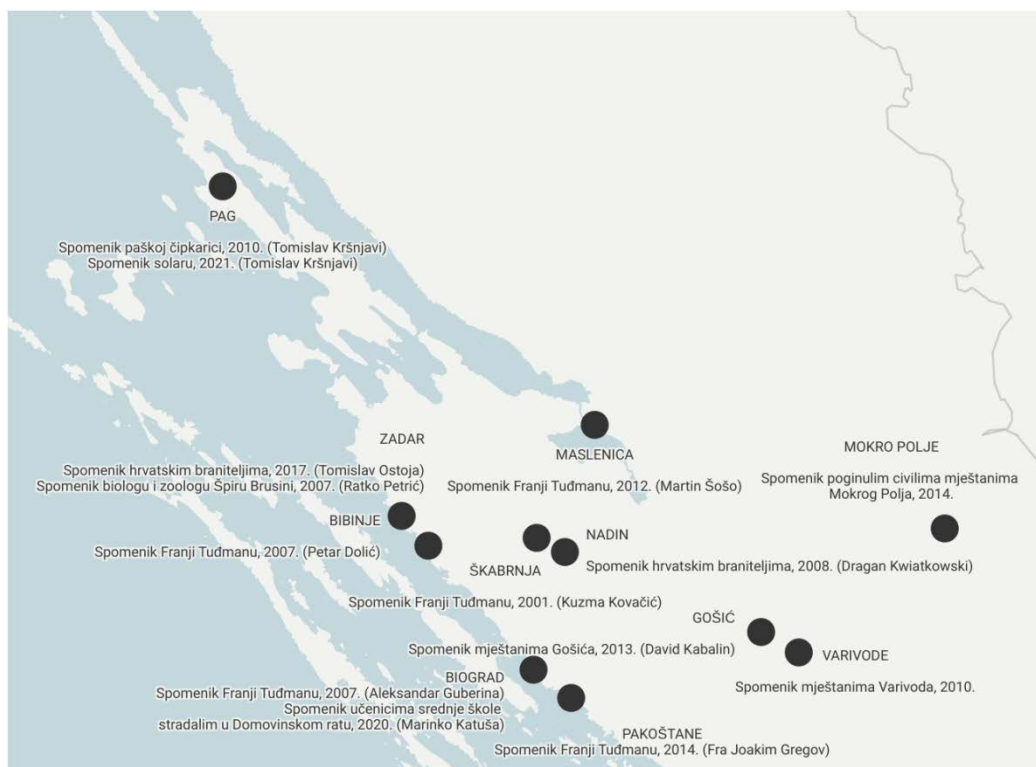 PAG
Spomenik paškoj čipkarici, 2010. (Tomislav Kršnjavi)
Spomenik solaru, 2021. (Tomislav Kršnjavi)
ZADAR
Spomenik hrvatskim braniteljima, 2017. (Tomislav Ostoja)
Spomenik biologu i zoologu Špiru Brusini, 2007. (Ratko Petrić)
MASLENICA
Spomenik Franji Tuđmanu, 2012. (Martin Šošo)
MOKRO POLJE
Spomenik poginulim civilima mještanima
Mokrog Polja, 2014.
BIBINJE
Spomenik Franji Tuđmanu, 2007. (Petar Dolić)
NADIN
Spomenik hrvatskim braniteljima, 2008. (Dragan Kwiatkowski)
ŠKABRNJA
Spomenik Franji Tuđmanu, 2001. (Kuzma Kovačić)
GOŠIĆ
Spomenik mještanima Gošića, 2013. (David Kabalin)
VARIVODE
Spomenik mještanima Varivoda, 2010.
BIOGRAD
Spomenik Franji Tuđmanu, 2007. (Aleksandar Guberina)
Spomenik učenicima srednje škole
stradalim u Domovinskom ratu, 2020. (Marinko Katuša)
PAKOŠTANE
Spomenik Franji Tuđmanu, 2014. (Fra Joakim Gregov)